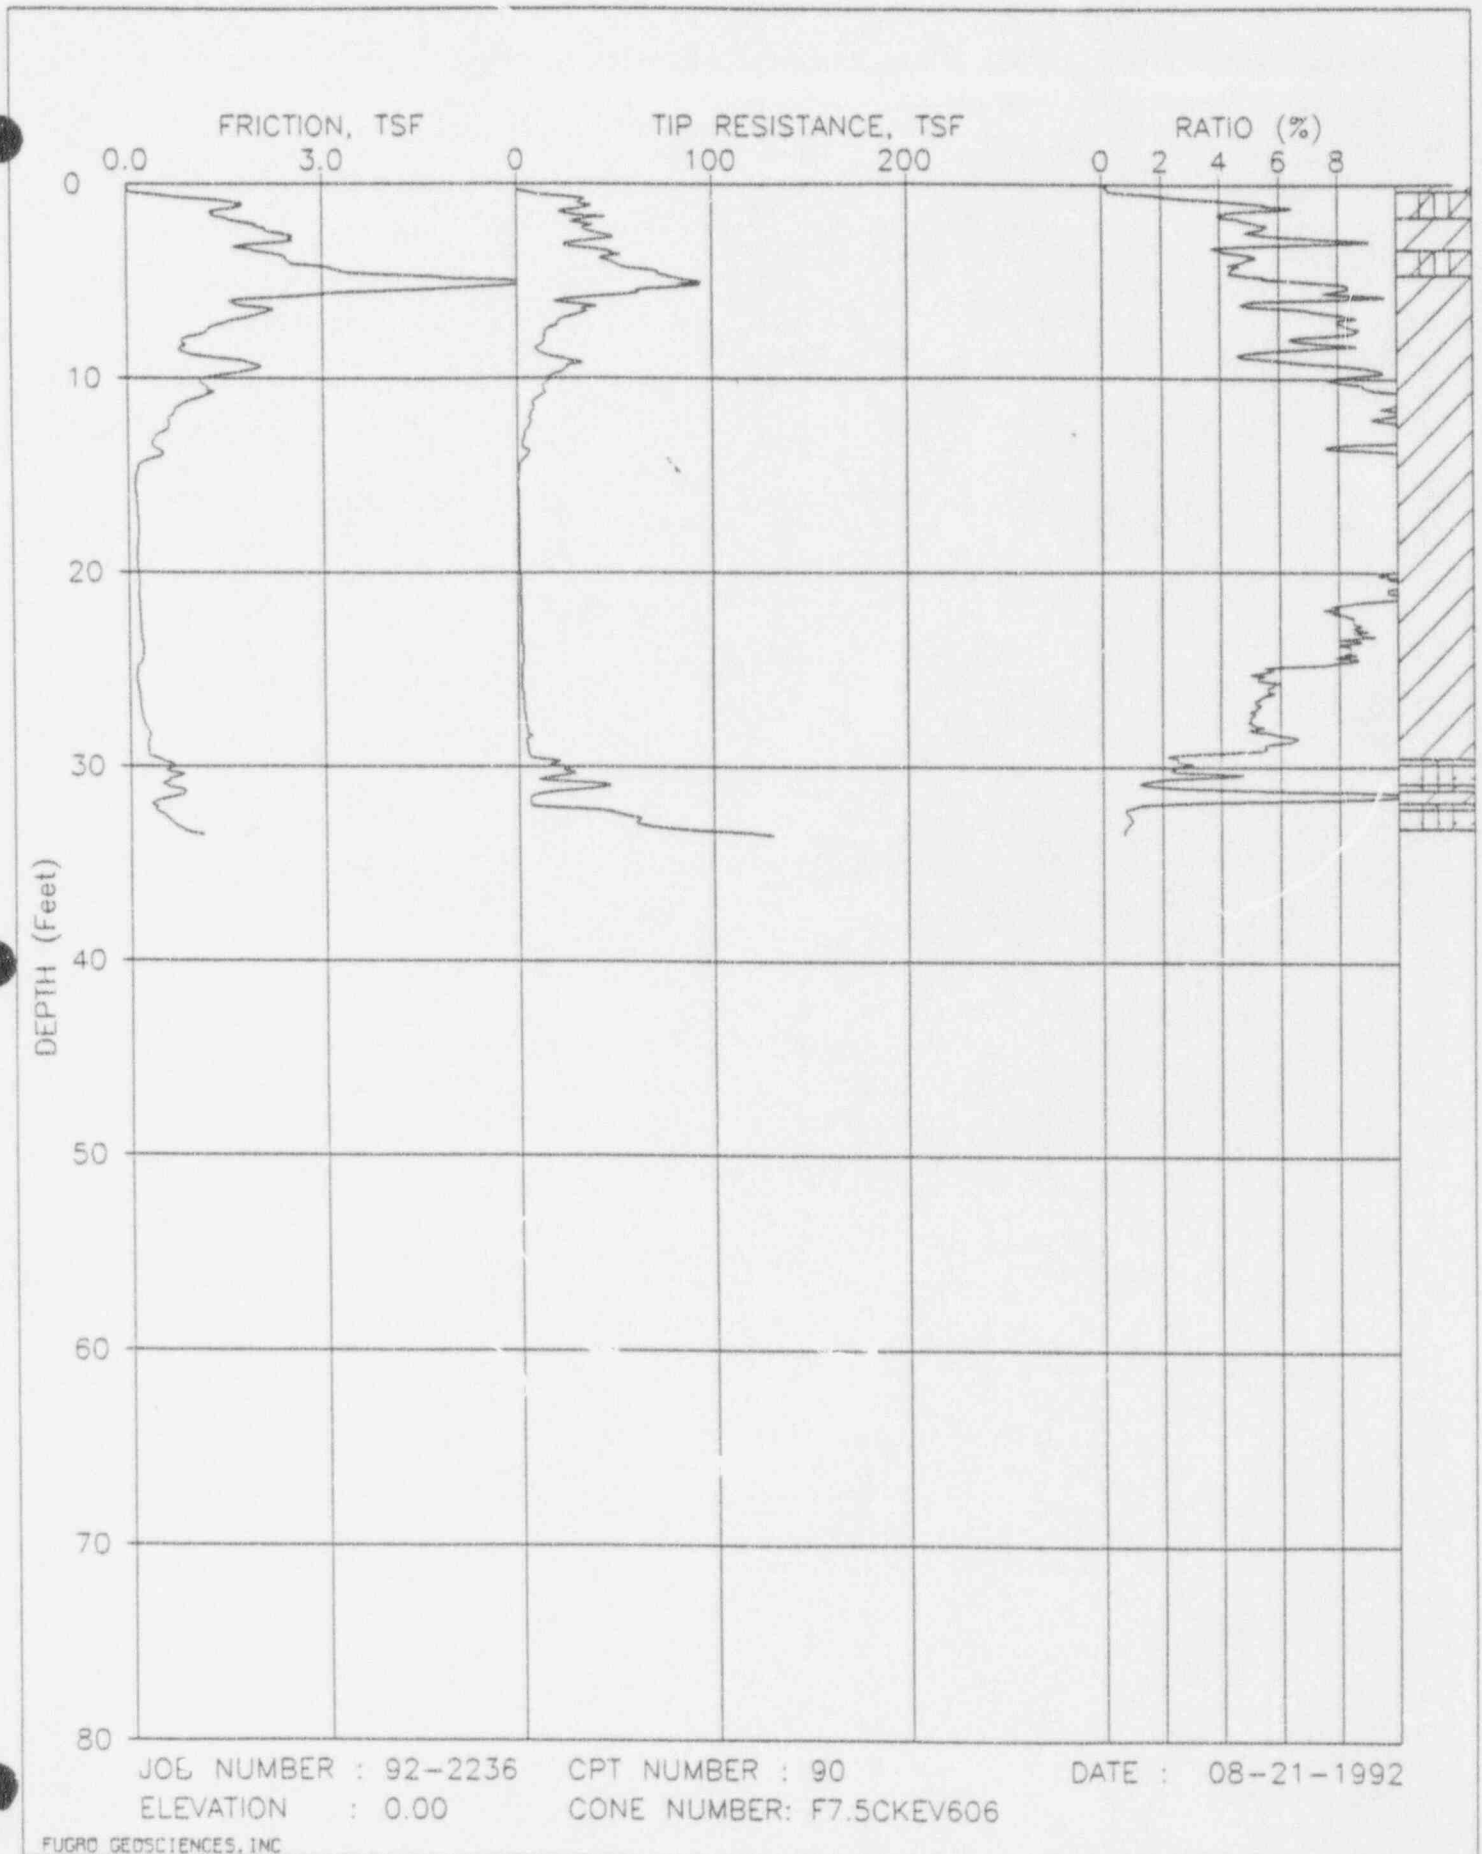 FRICTION, TSF TIP RESISTANCE, TSF RATIO (%)
0.0 3.0 0 100 200 0 2 4 6 8
0
10
20
30
DEPTH (Feet)
40
50
60
70
80
JOB NUMBER : 92-2236 CPT NUMBER : 90 DATE : 08-21-1992
ELEVATION : 0.00 CONE NUMBER: F7.5CKEV606
FUGRO GEOSCIENCES, INC